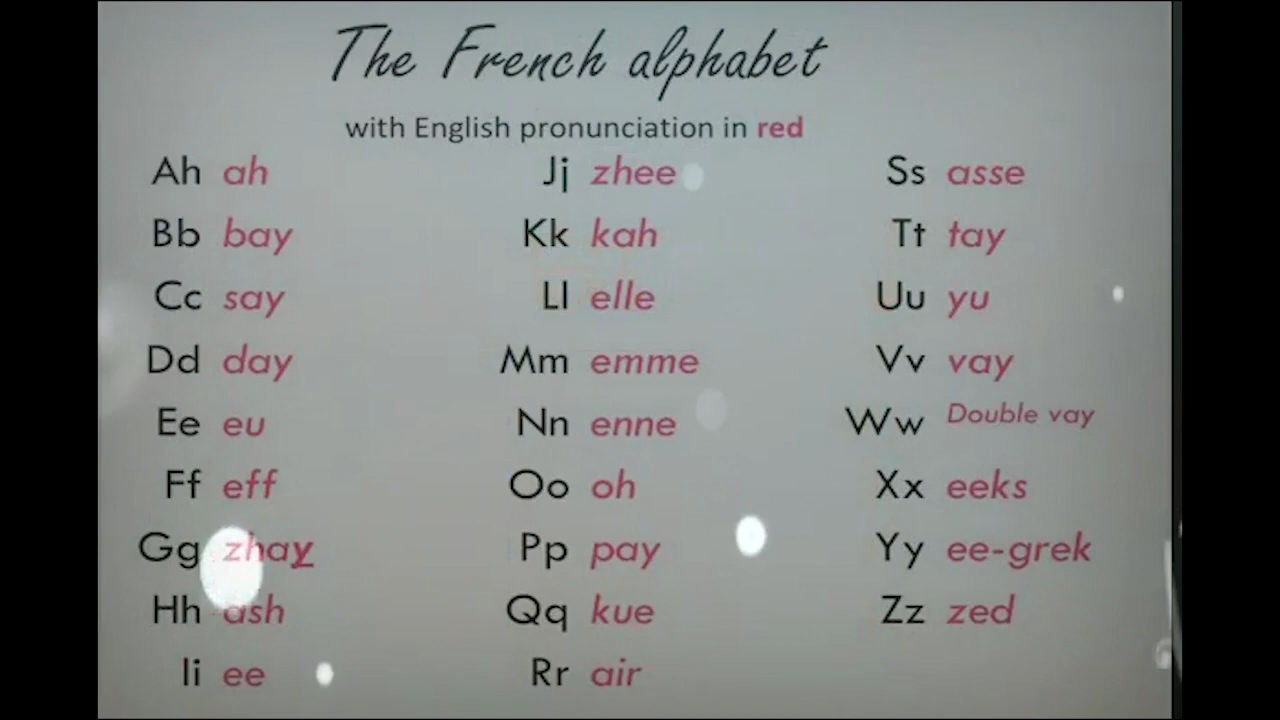 The French alphabet
with English pronunciation in red
Ah ah
Bb bay
Cc say
Dd day
Ee eu
Ff eff
Gg zhay
Hh ash
Ii ee
Jj zhee
Kk kah
Ll elle
Mm emme
Nn enne
Oo oh
Pp pay
Qq kue
Rr air
Ss asse
Tt tay
Uu yu
Vv vay
Ww Double vay
Xx eeks
Yy ee-grek
Zz zed